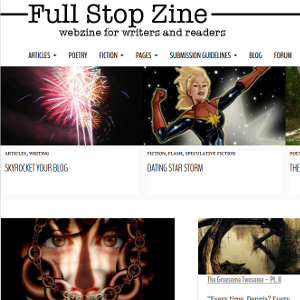 Full Stop Zine
webzine for writers and readers
ARTICLES POETRY FICTION PAGES SUBMISSION GUIDELINES BLOG FORUM
ARTICLES, WRITING
SKYROCKET YOUR BLOG
FICTION, FLASH, SPECULATIVE FICTION
DATING STAR STORM
THE
The Gruesome Twosome – Pt. II
"Every time, Dennis? Every